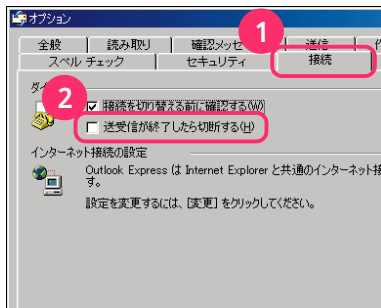 オプション
1
全般 読み取り 確認メッセ 送信
スペル チェック セキュリティ 接続
ダイ
2
接続を切り替える前に確認する(W)
送受信が終了したら切断する(H)
インターネット接続の設定
Outlook Express は Internet Explorer と共通のインターネット接
す。
設定を変更するには、[変更] をクリックしてください。